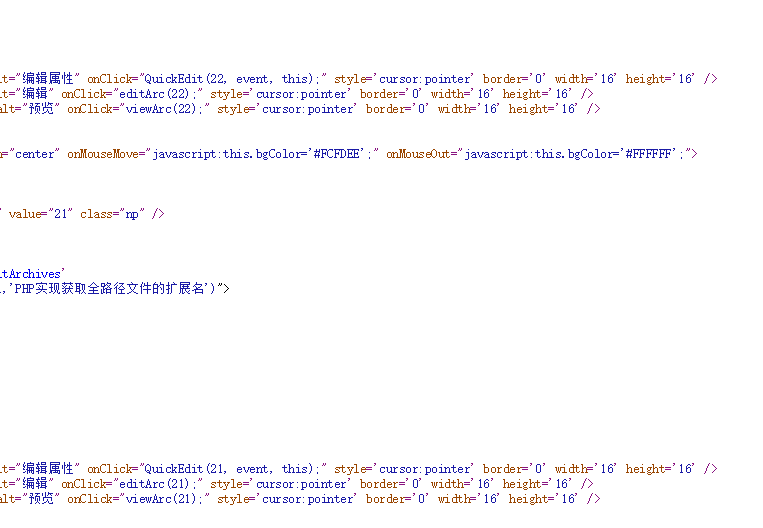 lt="编辑属性" onClick="QuickEdit(22, event, this);" style='cursor:pointer' border='0' width='16' height='16' />
lt="编辑" onClick="editArc(22);" style='cursor:pointer' border='0' width='16' height='16' />
alt="预览" onClick="viewArc(22);" style='cursor:pointer' border='0' width='16' height='16' />
="center" onMouseMove="javascript:this.bgColor='#FCFDEE';" onMouseOut="javascript:this.bgColor='#FFFFFF';">
' value="21" class="np" />
tArchives'
,'PHP实现获取全路径文件的扩展名')">
lt="编辑属性" onClick="QuickEdit(21, event, this);" style='cursor:pointer' border='0' width='16' height='16' />
lt="编辑" onClick="editArc(21);" style='cursor:pointer' border='0' width='16' height='16' />
alt="预览" onClick="viewArc(21);" style='cursor:pointer' border='0' width='16' height='16' />